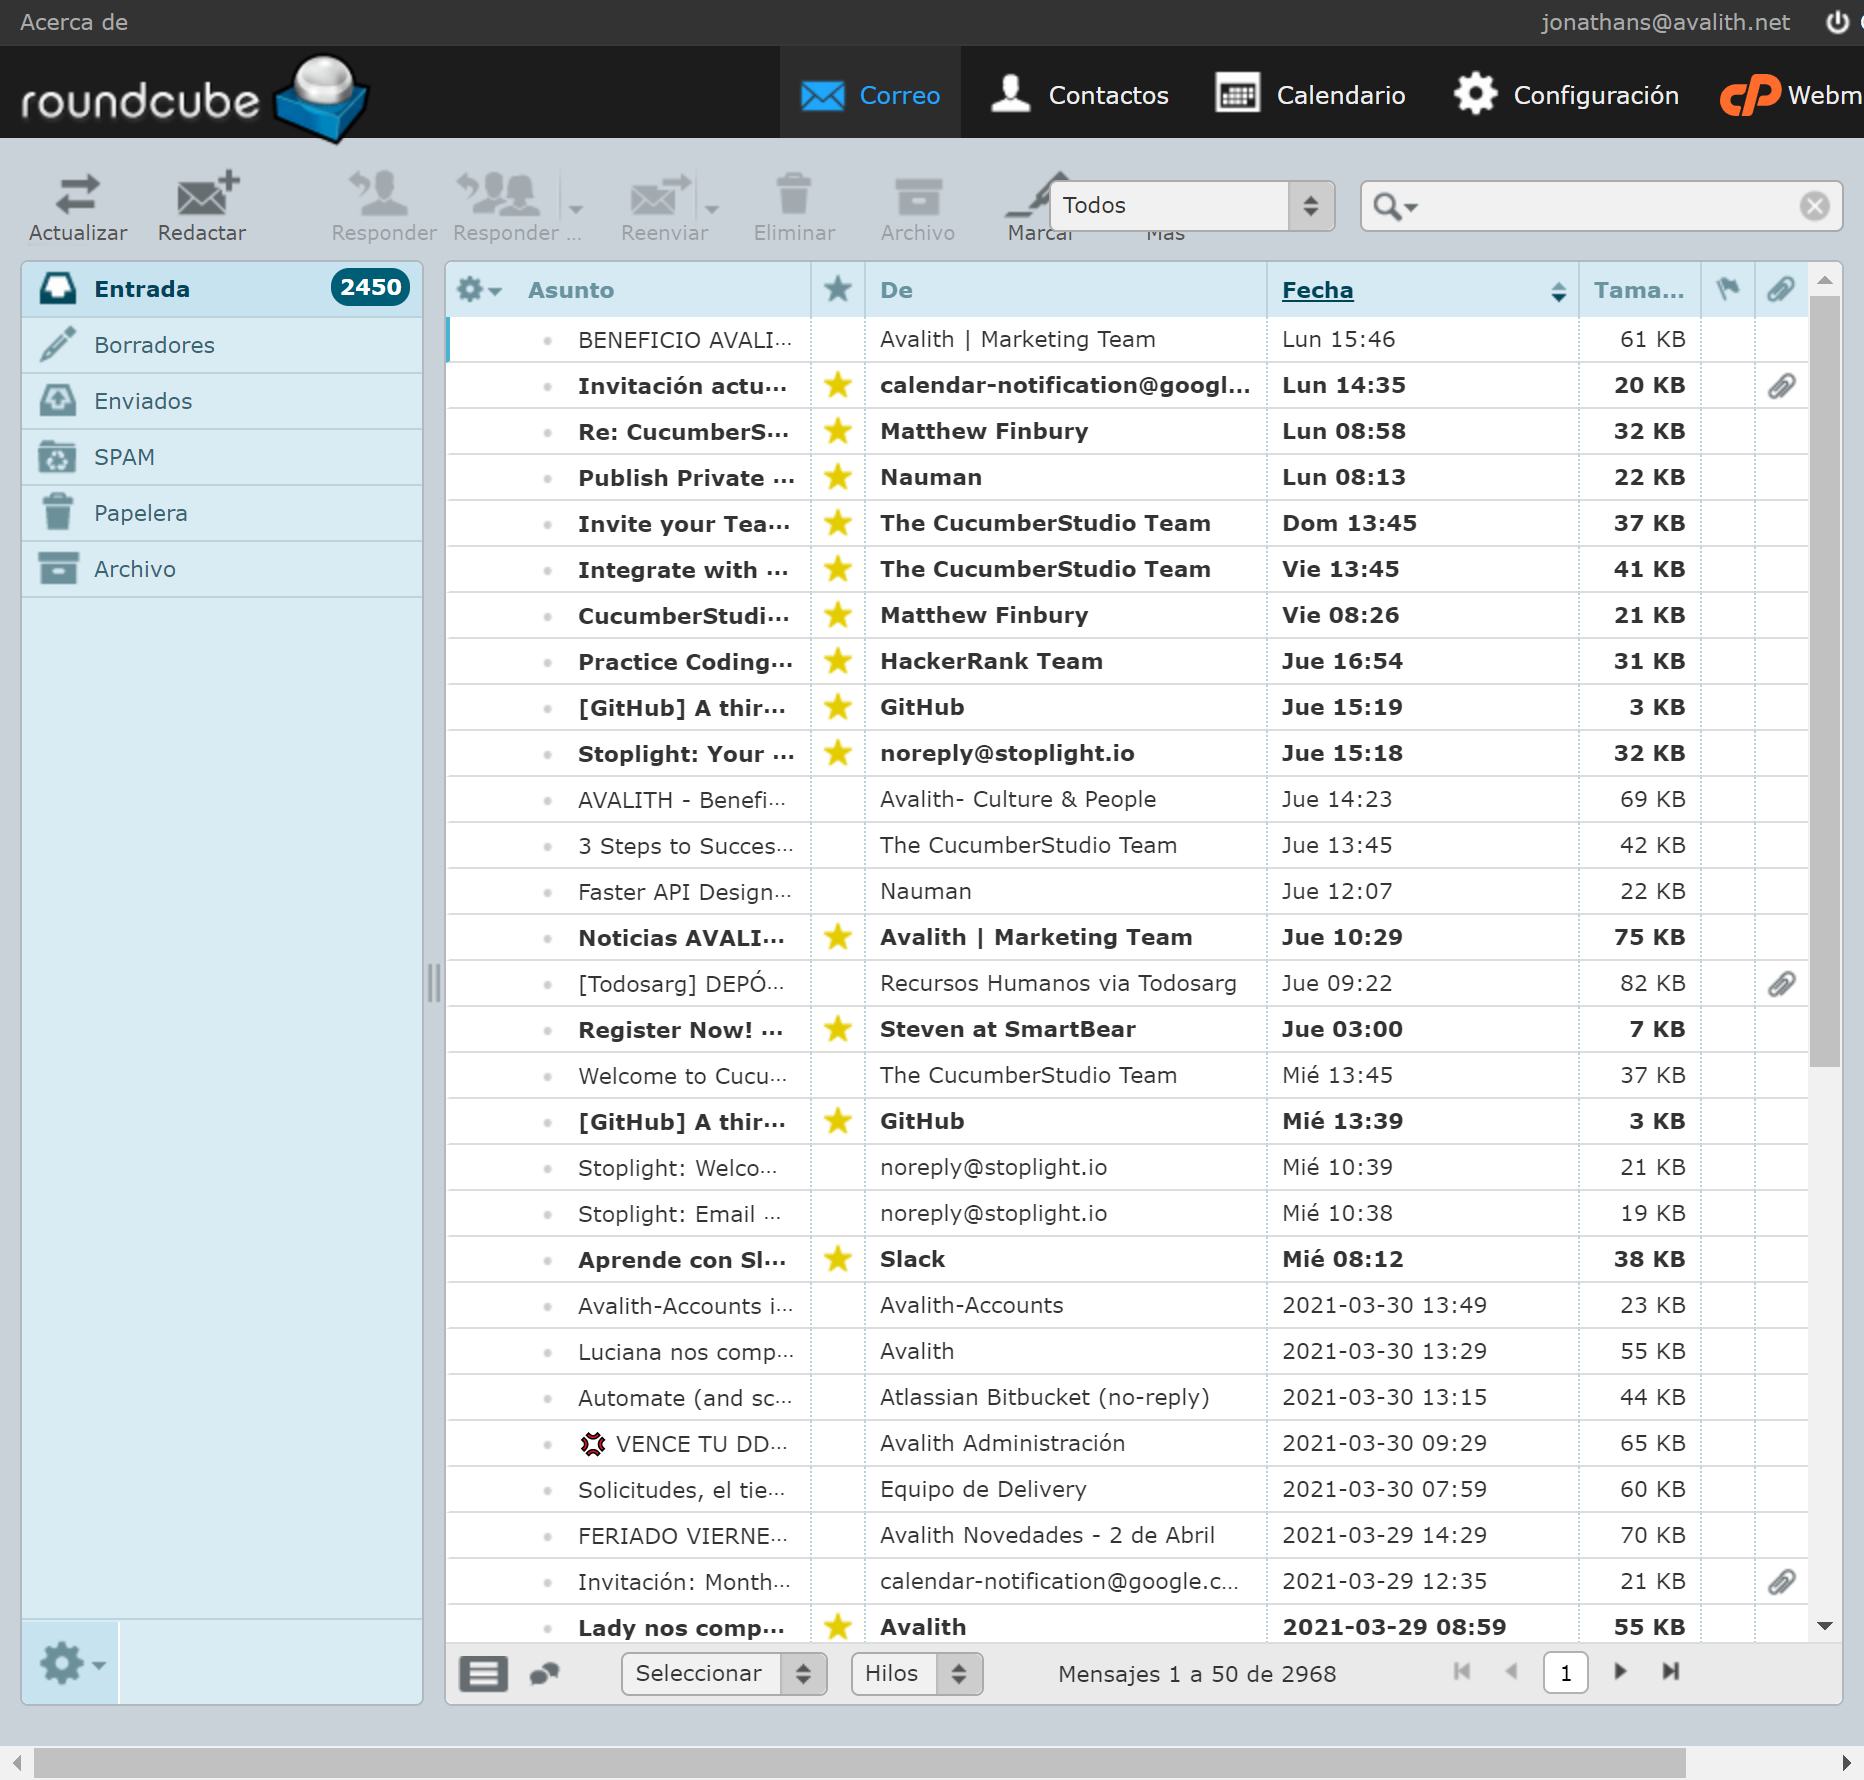 Acerca de jonathans@avalith.net
roundcube Correo Contactos Calendario Configuración cP Webm
Actualizar Redactar Responder Responder ... Reenviar Eliminar Archivo Marcar Más Todos
Entrada 2450
Borradores
Enviados
SPAM
Papelera
Archivo
Asunto De Fecha Tama...
BENEFICIO AVALI... Avalith | Marketing Team Lun 15:46 61 KB
Invitación actu... calendar-notification@googl... Lun 14:35 20 KB
Re: CucumberS... Matthew Finbury Lun 08:58 32 KB
Publish Private ... Nauman Lun 08:13 22 KB
Invite your Tea... The CucumberStudio Team Dom 13:45 37 KB
Integrate with ... The CucumberStudio Team Vie 13:45 41 KB
CucumberStudi... Matthew Finbury Vie 08:26 21 KB
Practice Coding... HackerRank Team Jue 16:54 31 KB
[GitHub] A thir... GitHub Jue 15:19 3 KB
Stoplight: Your ... noreply@stoplight.io Jue 15:18 32 KB
AVALITH - Benefi... Avalith- Culture & People Jue 14:23 69 KB
3 Steps to Succes... The CucumberStudio Team Jue 13:45 42 KB
Faster API Design... Nauman Jue 12:07 22 KB
Noticias AVALI... Avalith | Marketing Team Jue 10:29 75 KB
[Todosarg] DEPÓ... Recursos Humanos via Todosarg Jue 09:22 82 KB
Register Now! ... Steven at SmartBear Jue 03:00 7 KB
Welcome to Cucu... The CucumberStudio Team Mié 13:45 37 KB
[GitHub] A thir... GitHub Mié 13:39 3 KB
Stoplight: Welco... noreply@stoplight.io Mié 10:39 21 KB
Stoplight: Email ... noreply@stoplight.io Mié 10:38 19 KB
Aprende con Sl... Slack Mié 08:12 38 KB
Avalith-Accounts i... Avalith-Accounts 2021-03-30 13:49 23 KB
Luciana nos comp... Avalith 2021-03-30 13:29 55 KB
Automate (and sc... Atlassian Bitbucket (no-reply) 2021-03-30 13:15 44 KB
💢 VENCE TU DD... Avalith Administración 2021-03-30 09:29 65 KB
Solicitudes, el tie... Equipo de Delivery 2021-03-30 07:59 60 KB
FERIADO VIERNE... Avalith Novedades - 2 de Abril 2021-03-29 14:29 70 KB
Invitación: Month... calendar-notification@google.c... 2021-03-29 12:35 21 KB
Lady nos comp... Avalith 2021-03-29 08:59 55 KB
Seleccionar Hilos Mensajes 1 a 50 de 2968 1